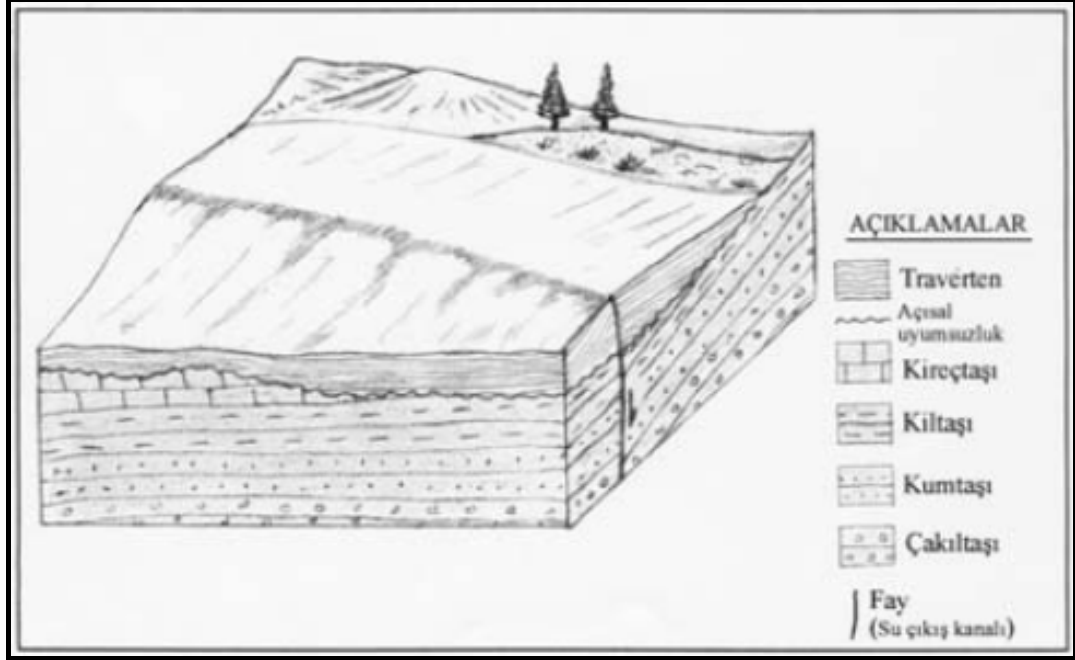 AÇIKLAMALAR
Traverten
Açısal
uyumsuzluk
Kireçtaşı
Kiltaşı
Kumtaşı
Çakıltaşı
Fay
(Su çıkış kanalı)